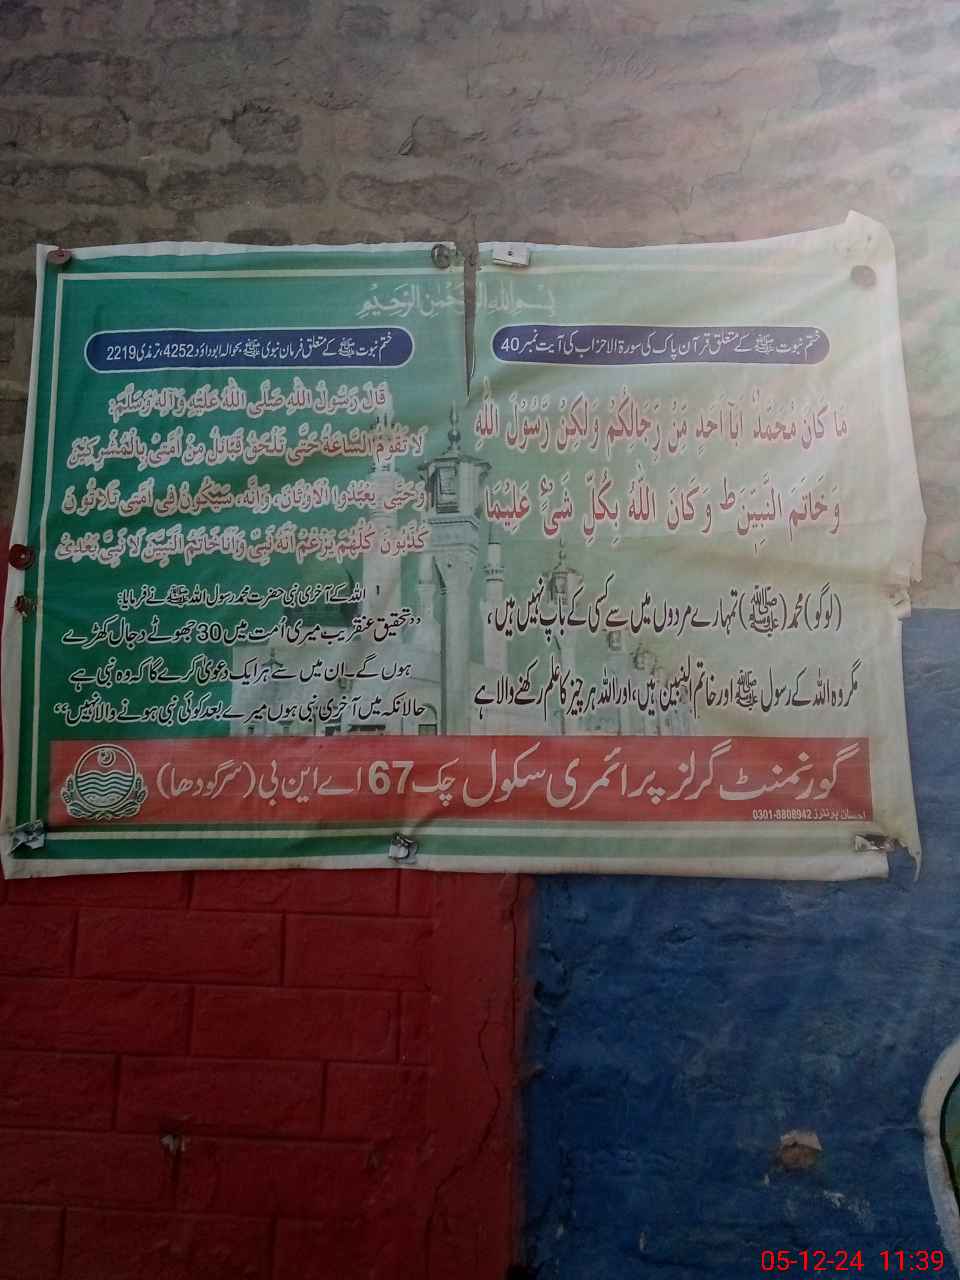 بسم الله الرحمن الرحیم
ختم نبوت ﷺ کے متعلق قرآن پاک کی سورۃ الاحزاب کی آیت نمبر 40
مَا كَانَ مُحَمَّدٌ اَبَآ اَحَدٍ مِّنْ رِّجَالِكُمْ وَلٰكِنْ رَّسُوْلَ اللّٰهِ
وَخَاتَمَ النَّبِيّٖنَ ط وَكَانَ اللّٰهُ بِكُلِّ شَىْءٍ عَلِيْمًا
(لوگو) محمد (ﷺ) تمہارے مردوں میں سے کسی کے باپ نہیں ہیں،
مگر وہ اللہ کے رسول ﷺ اور خاتم النبیین ہیں، اور اللہ ہر چیز کا علم رکھنے والا ہے
ختم نبوت ﷺ کے متعلق فرمان نبوی ﷺ بحوالہ ابو داؤد 4252، ترمذی 2219
قَالَ رَسُوْلُ اللّٰهِ صَلَّى اللّٰهُ عَلَيْهِ وَآلِهٖ وَسَلَّمَ:
لَا تَقُوْمُ السَّاعَةُ حَتّٰى تَلْحَقَ قَبَائِلُ مِنْ اُمَّتِىْ بِالْمُشْرِكِيْنَ
وَحَتّٰى يَعْبُدُوا الْاَوْثَانَ، وَاِنَّهٗ سَيَكُوْنُ فِىْ اُمَّتِىْ ثَلَاثُوْنَ
كَذَّبُوْنَ كُلُّهُمْ يَزْعُمُ اَنَّهٗ نَبِىٌّ وَاَنَا خَاتَمُ النَّبِيّيْنَ لَا نَبِىَّ بَعْدِىْ
اللہ کے آخری نبی حضرت محمد رسول اللہ ﷺ نے فرمایا:
"تحقیق عنقریب میری اُمت میں 30 جھوٹے دجال کھڑے
ہوں گے۔ ان میں سے ہر ایک دعویٰ کرے گا کہ وہ نبی ہے
حالانکہ میں آخری نبی ہوں میرے بعد کوئی نبی ہونے والا نہیں"
گورنمنٹ گرلز پرائمری سکول چک 67 اے این بی (سرگودھا)
احسان پرنٹرز 0301-8808942
05-12-24 11:39